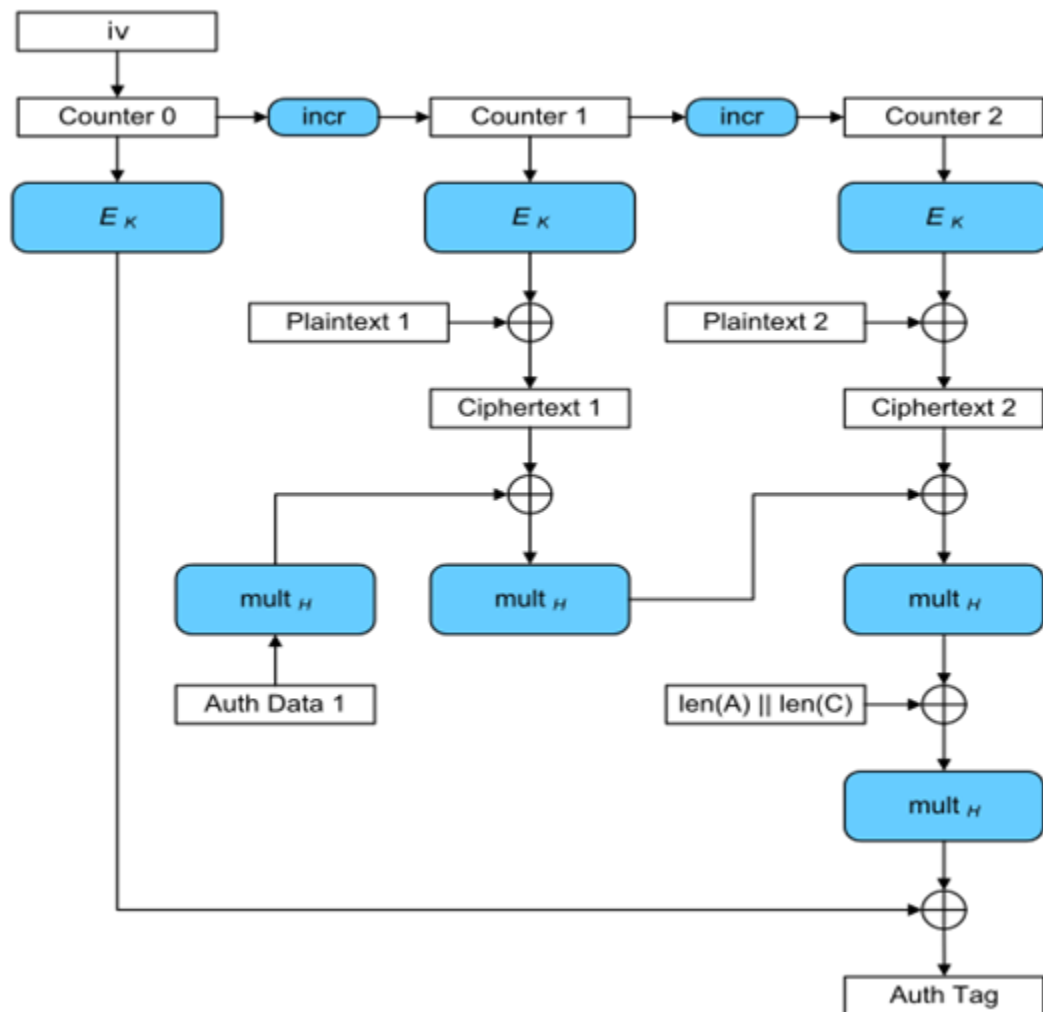 iv
Counter 0
incr
Counter 1
incr
Counter 2
E K
E K
E K
Plaintext 1
Plaintext 2
Ciphertext 1
Ciphertext 2
mult H
mult H
mult H
Auth Data 1
len(A) || len(C)
mult H
Auth Tag